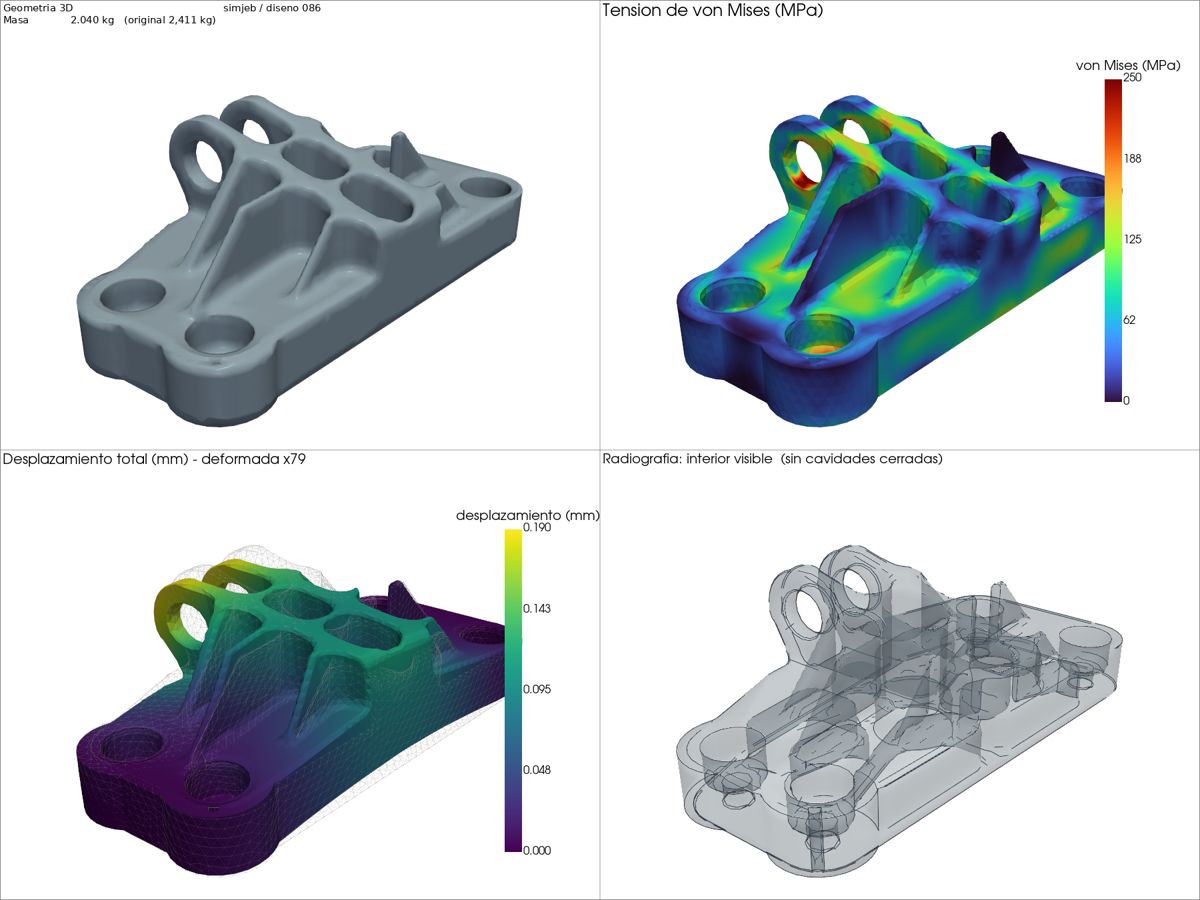 Geometria 3D simjeb / diseno 086
Masa 2.040 kg (original 2,411 kg)
Tension de von Mises (MPa)
von Mises (MPa)
250
188
125
62
0
Desplazamiento total (mm) - deformada x79
desplazamiento (mm)
0.190
0.143
0.095
0.048
0.000
Radiografia: interior visible (sin cavidades cerradas)